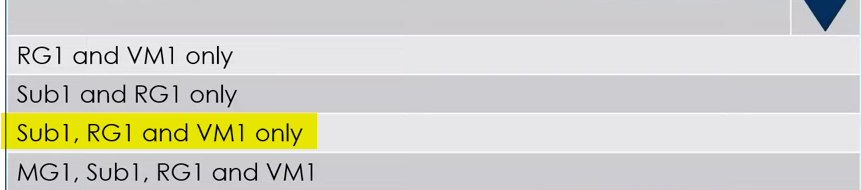 RG1 and VM1 only
Sub1 and RG1 only
Sub1, RG1 and VM1 only
MG1, Sub1, RG1 and VM1